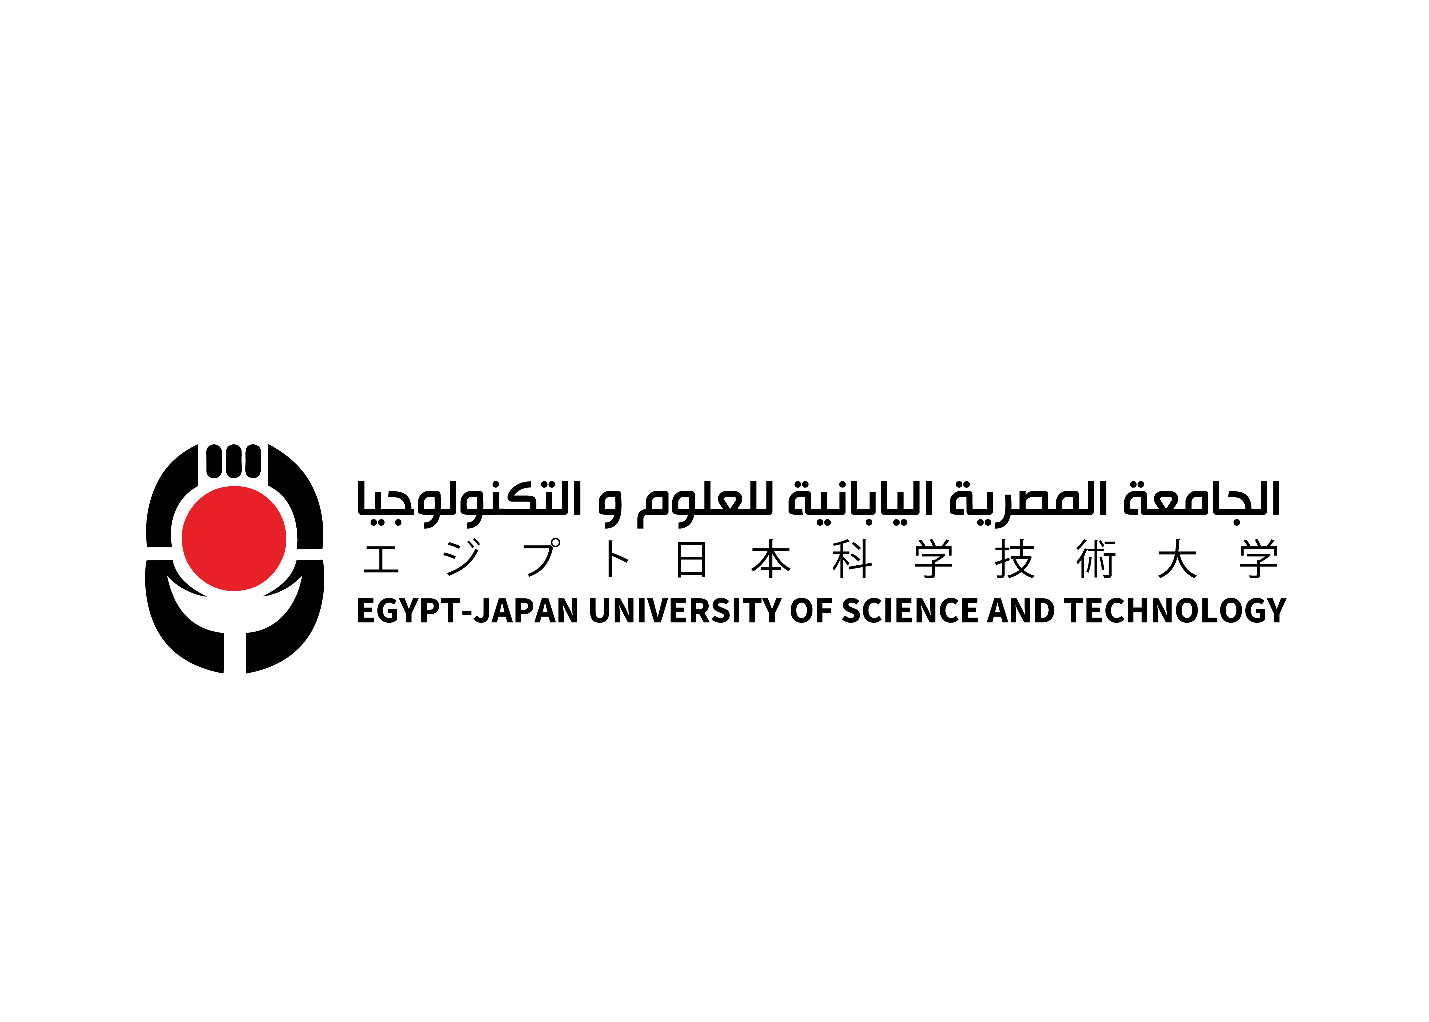 الجامعة المصرية اليابانية للعلوم و التكنولوجيا
エジプト日本科学技術大学
EGYPT-JAPAN UNIVERSITY OF SCIENCE AND TECHNOLOGY